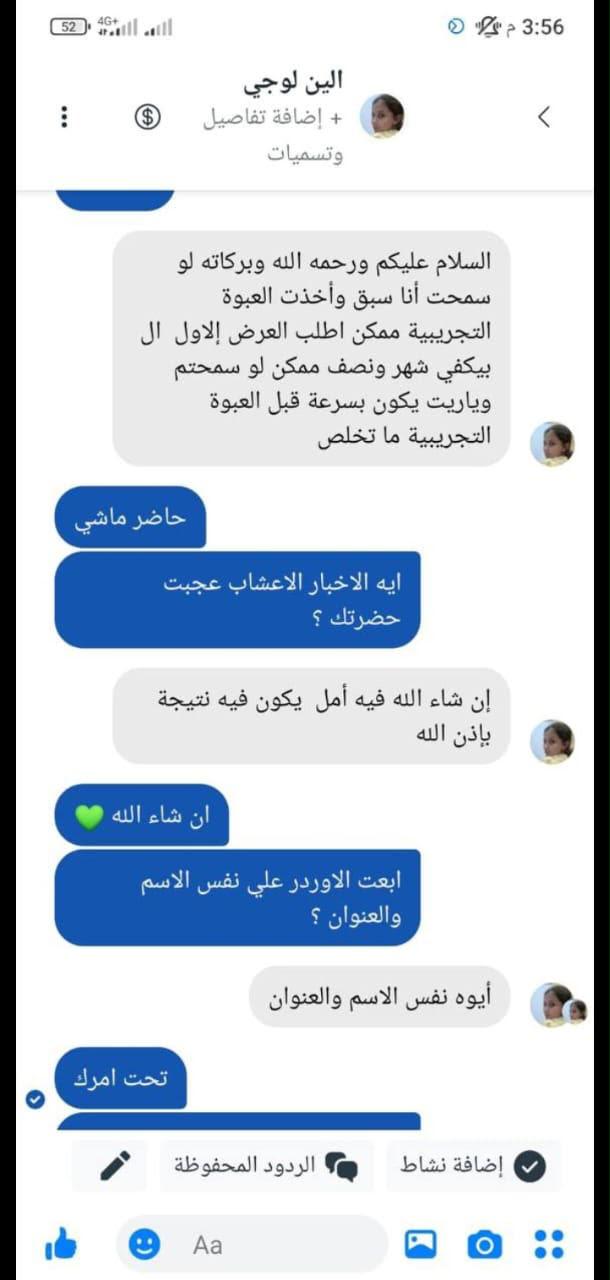 52 4G+ م 3:56
الين لوجي
+ إضافة تفاصيل
وتسميات
السلام عليكم ورحمه الله وبركاته لو
سمحت أنا سبق وأخذت العبوة
التجريبية ممكن اطلب العرض إلاول ال
بيكفي شهر ونصف ممكن لو سمحتم
وياريت يكون بسرعة قبل العبوة
التجريبية ما تخلص
حاضر ماشي
ايه الاخبار الاعشاب عجبت
حضرتك ؟
إن شاء الله فيه أمل يكون فيه نتيجة
بإذن الله
ان شاء الله 💚
ابعت الاوردر علي نفس الاسم
والعنوان ؟
أيوه نفس الاسم والعنوان
تحت امرك
إضافة نشاط
الردود المحفوظة
Aa